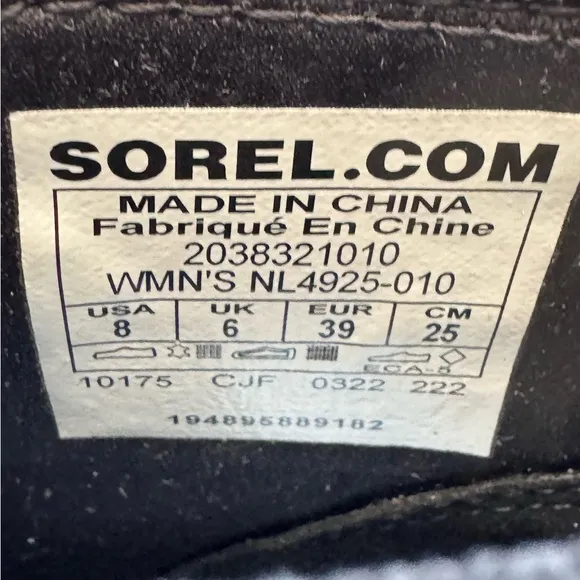 SOREL.COM
MADE IN CHINA
Fabriqué En Chine
2038321010
WMN'S NL4925-010
USA UK EUR CM
8 6 39 25
ECA-5
10175 CJF 0322 222
194895889182